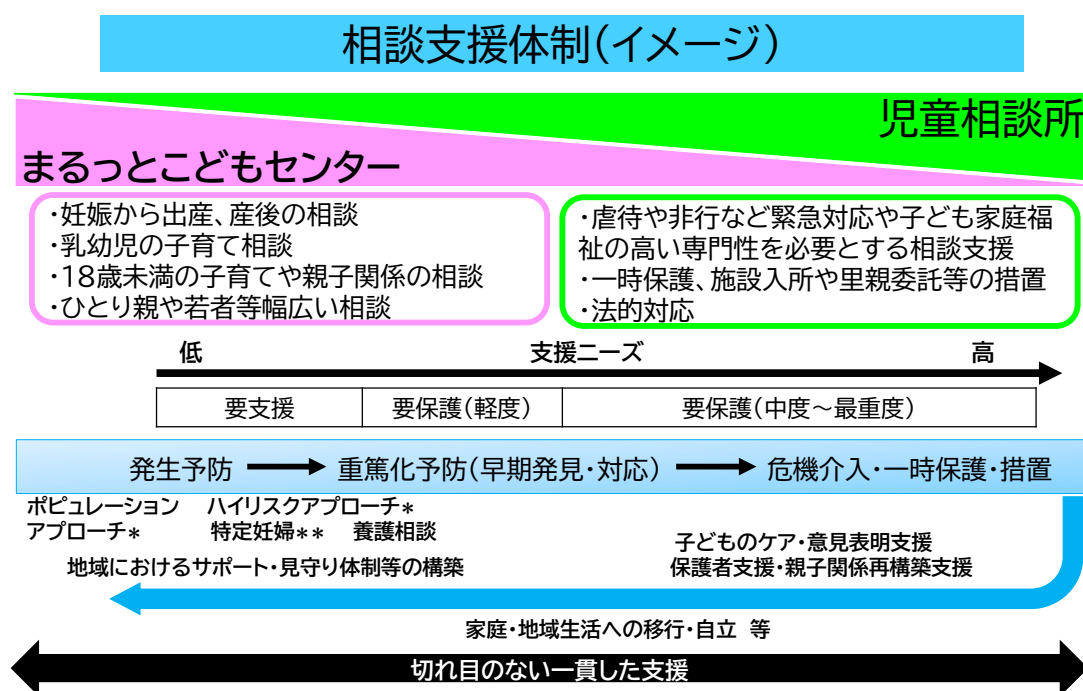 相談支援体制(イメージ)
児童相談所
まるっとこどもセンター
・妊娠から出産、産後の相談
・乳幼児の子育て相談
・18歳未満の子育てや親子関係の相談
・ひとり親や若者等幅広い相談
・虐待や非行など緊急対応や子ども家庭福
祉の高い専門性を必要とする相談支援
・一時保護、施設入所や里親委託等の措置
・法的対応
低 支援ニーズ 高
要支援 要保護(軽度) 要保護(中度～最重度)
発生予防 重篤化予防(早期発見・対応) 危機介入・一時保護・措置
ポピュレーション
アプローチ*
ハイリスクアプローチ*
特定妊婦** 養護相談
地域におけるサポート・見守り体制等の構築
子どものケア・意見表明支援
保護者支援・親子関係再構築支援
家庭・地域生活への移行・自立 等
切れ目のない一貫した支援